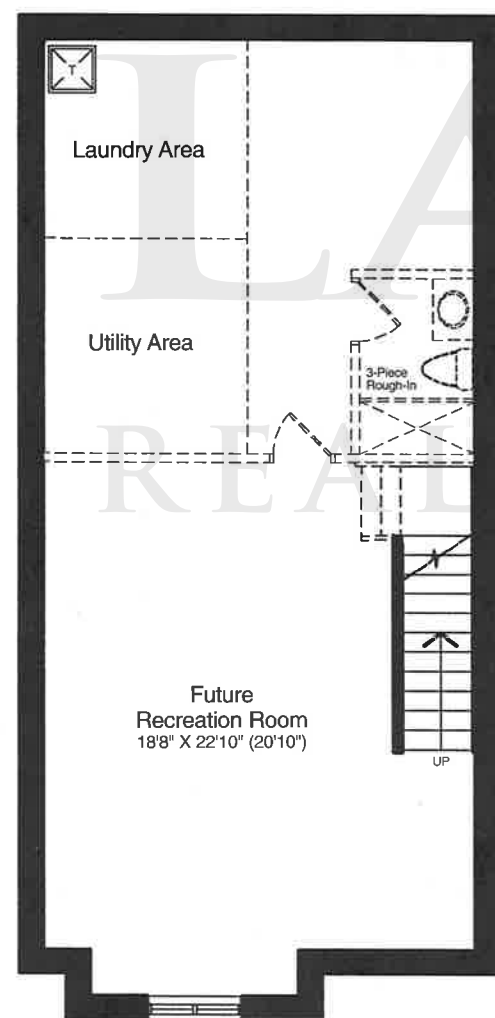 LA
T
Laundry Area
Utility Area
3-Piece
Rough-In
REAL
Future
Recreation Room
18'8" X 22'10" (20'10")
UP